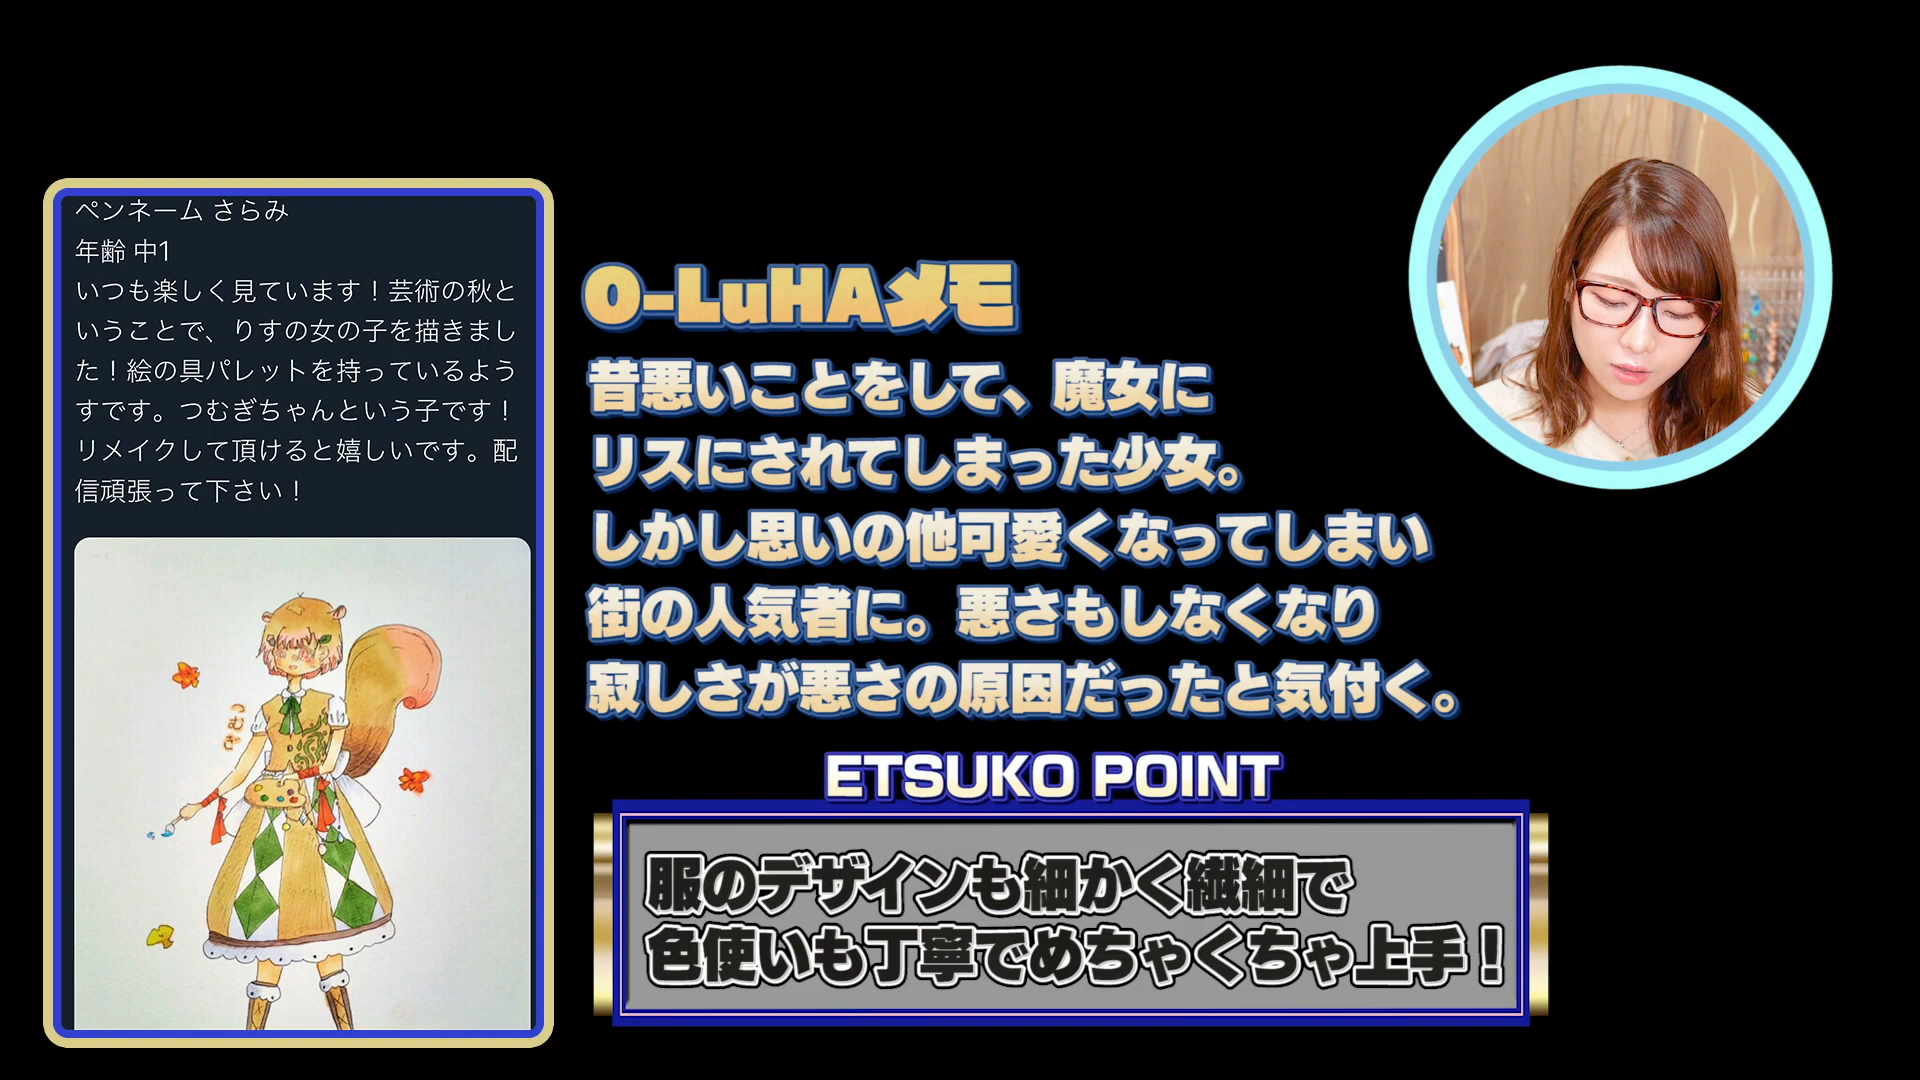 ペンネーム さらみ
年齢 中1
いつも楽しく見ています！芸術の秋と
いうことで、りすの女の子を描きまし
た！絵の具パレットを持っているよう
すです。つむぎちゃんという子です！
リメイクして頂けると嬉しいです。配
信頑張って下さい！
つむぎ
O-LuHAメモ
昔悪いことをして、魔女に
リスにされてしまった少女。
しかし思いの他可愛くなってしまい
街の人気者に。悪さもしなくなり
寂しさが悪さの原因だったと気付く。
ETSUKO POINT
服のデザインも細かく繊細で
色使いも丁寧でめちゃくちゃ上手！